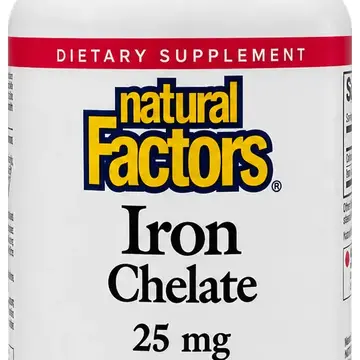 DIETARY SUPPLEMENT
natural
Factors®
Iron
Chelate
25 mg